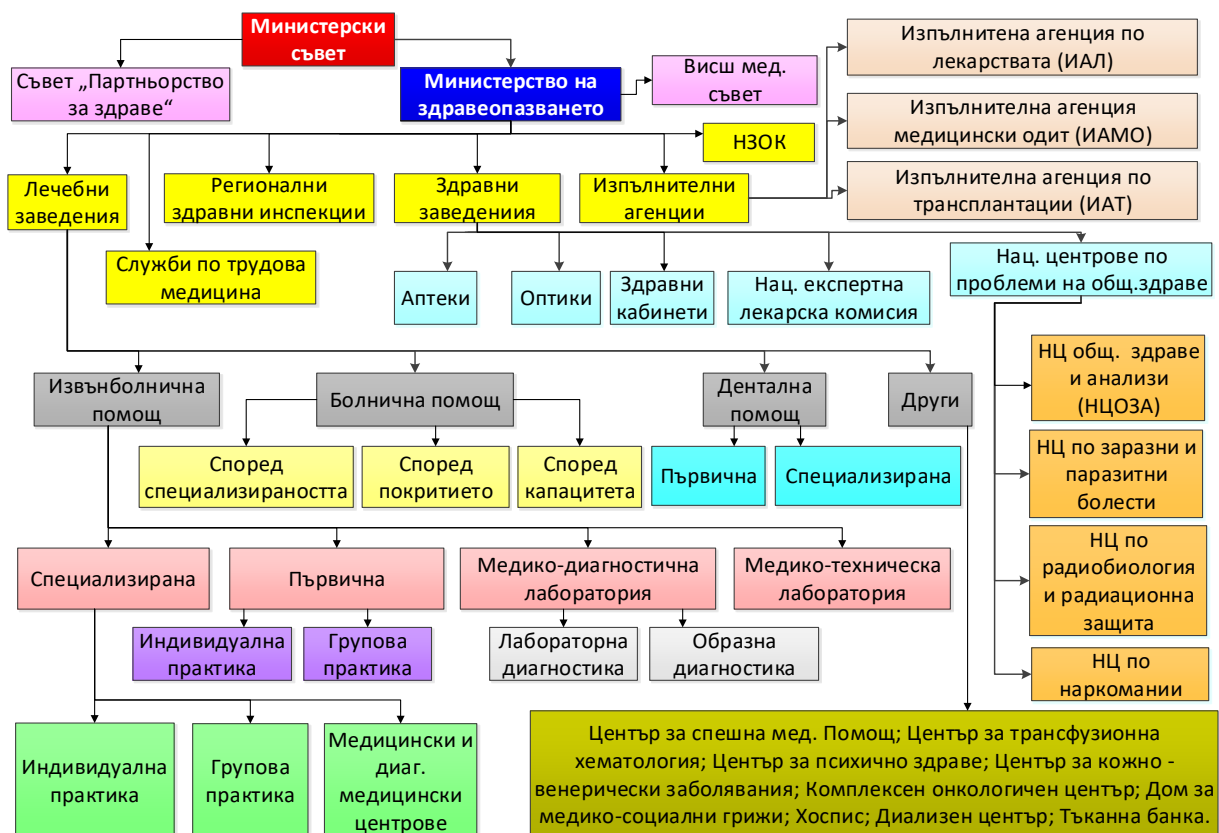 Министерски
съвет
Съвет „Партньорство
за здраве“
Министерство на
здравеопазването
Висш мед.
съвет
Изпълнитена агенция по
лекарствата (ИАЛ)
Изпълнителна агенция
медицински одит (ИАМО)
Изпълнителна агенция по
трансплантации (ИАТ)
НЗОК
Лечебни
заведения
Регионални
здравни инспекции
Здравни
заведениия
Изпълнителни
агенции
Служби по трудова
медицина
Аптеки
Оптики
Здравни
кабинети
Нац. експертна
лекарска комисия
Нац. центрове по
проблеми на общ.здраве
НЦ общ. здраве
и анализи
(НЦОЗА)
НЦ по заразни и
паразитни
болести
НЦ по
радиобиология
и радиационна
защита
НЦ по
наркомании
Извънболнична
помощ
Болнична помощ
Дентална
помощ
Други
Според
специализираността
Според
покритието
Според
капацитета
Първична
Специализирана
Специализирана
Първична
Медико-диагностична
лаборатория
Медико-техническа
лаборатория
Индивидуална
практика
Групова
практика
Лабораторна
диагностика
Образна
диагностика
Индивидуална
практика
Групова
практика
Медицински и
диаг.
медицински
центрове
Център за спешна мед. Помощ; Център за трансфузионна
хематология; Център за психично здраве; Център за кожно -
венерически заболявания; Комплексен онкологичен център; Дом за
медико-социални грижи; Хоспис; Диализен център; Тъканна банка.